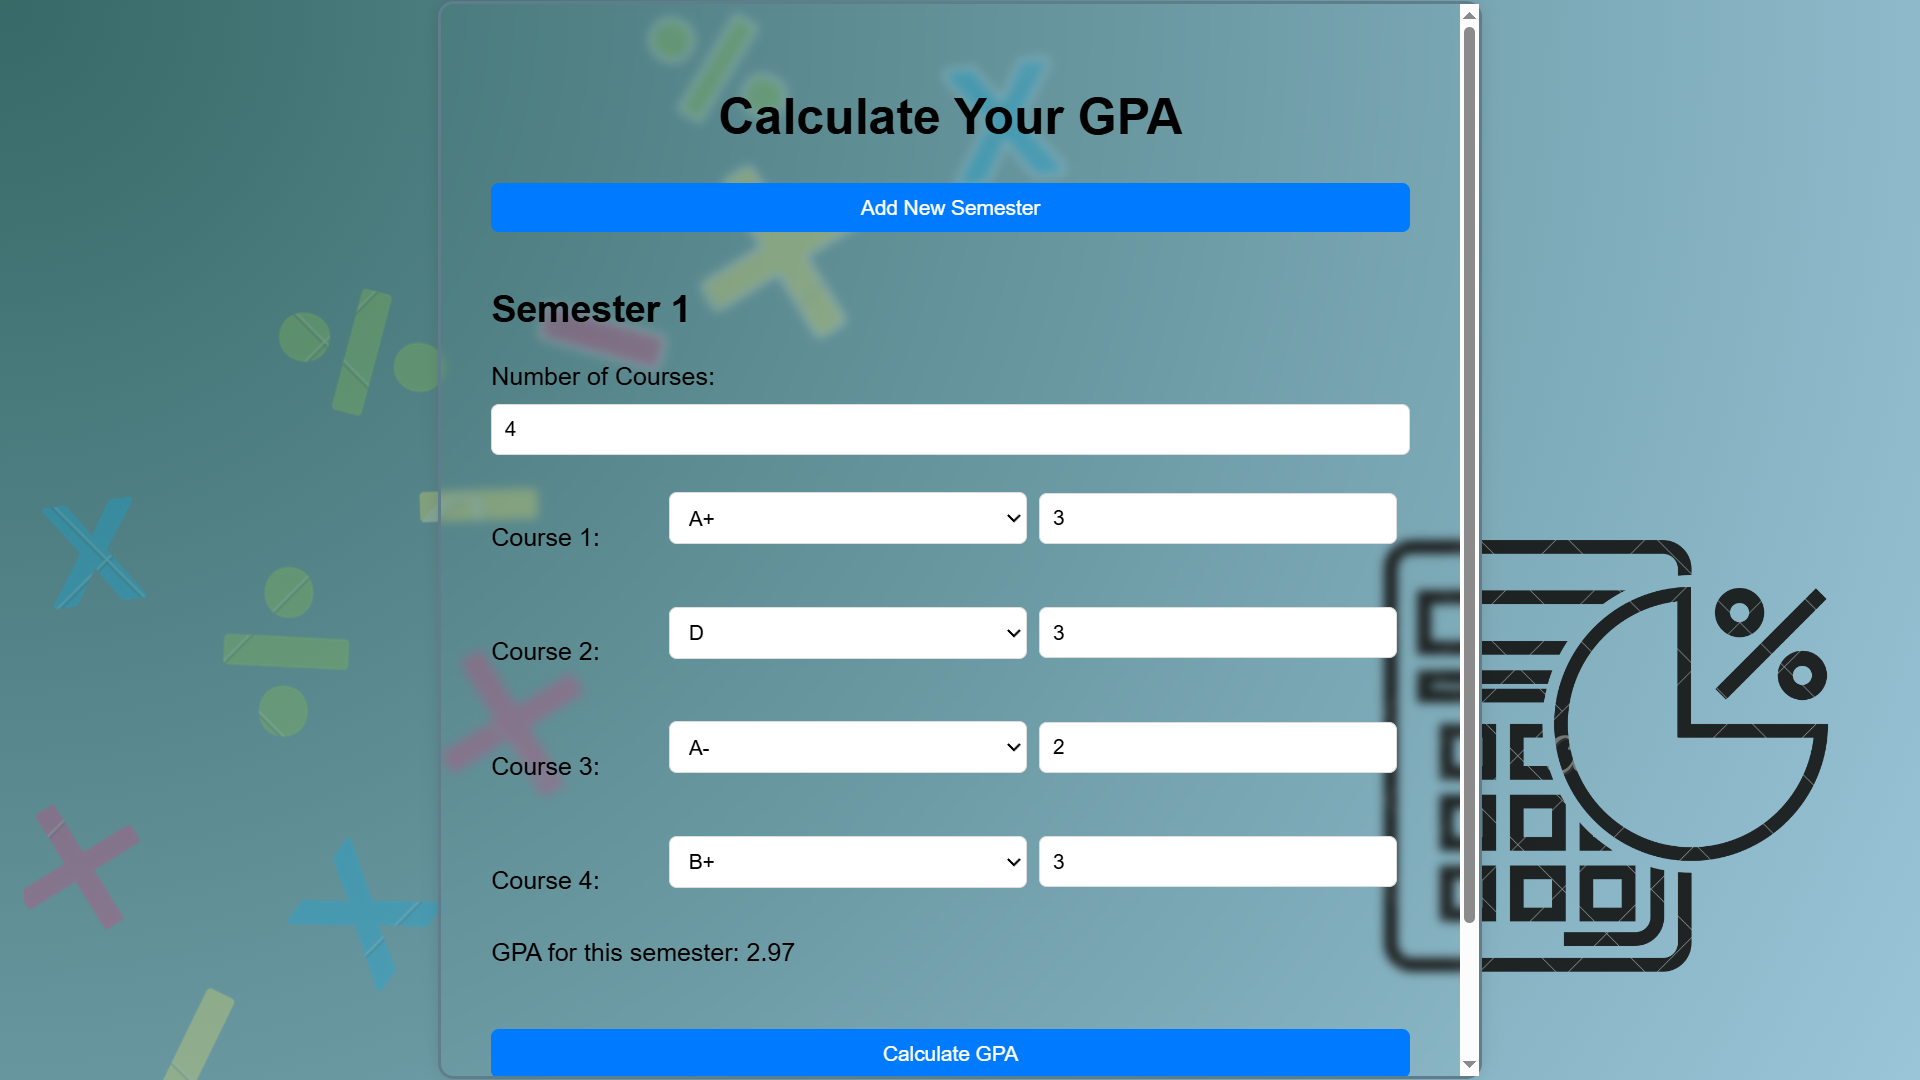 Calculate Your GPA
Add New Semester
Semester 1
Number of Courses:
4
Course 1: A+ 3
Course 2: D 3
Course 3: A- 2
Course 4: B+ 3
GPA for this semester: 2.97
Calculate GPA